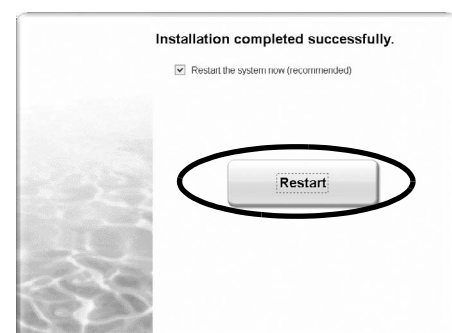 Installation completed successfully.
Restart the system now (recommended)
Restart